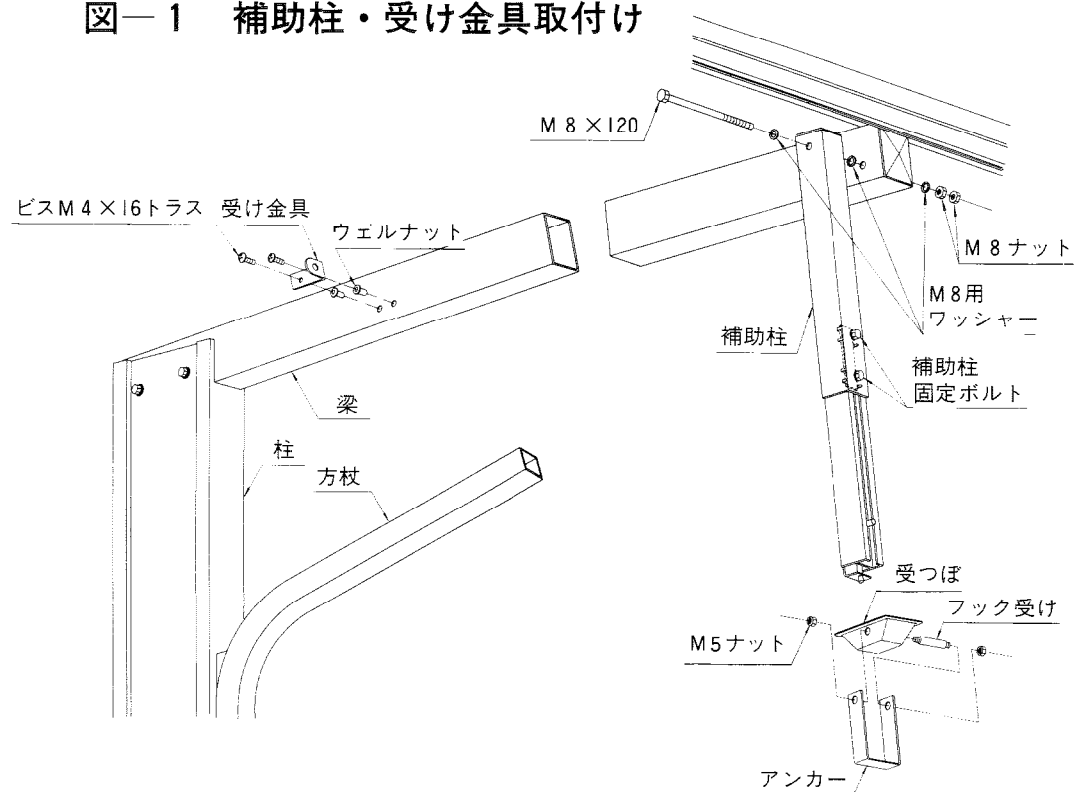 図―1 補助柱・受け金具取付け
M8×120
ビスM4×16トラス 受け金具
ウェルナット
M8ナット
M8用
ワッシャー
補助柱
補助柱
固定ボルト
梁
柱
方杖
受つぼ
フック受け
M5ナット
アンカー